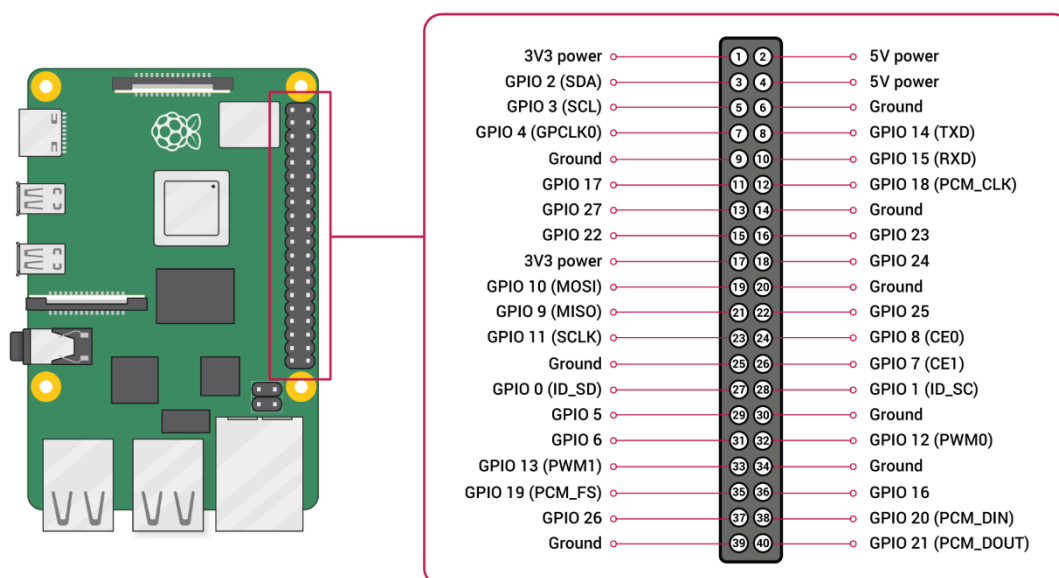 3V3 power 1 2 5V power
GPIO 2 (SDA) 3 4 5V power
GPIO 3 (SCL) 5 6 Ground
GPIO 4 (GPCLK0) 7 8 GPIO 14 (TXD)
Ground 9 10 GPIO 15 (RXD)
GPIO 17 11 12 GPIO 18 (PCM_CLK)
GPIO 27 13 14 Ground
GPIO 22 15 16 GPIO 23
3V3 power 17 18 GPIO 24
GPIO 10 (MOSI) 19 20 Ground
GPIO 9 (MISO) 21 22 GPIO 25
GPIO 11 (SCLK) 23 24 GPIO 8 (CE0)
Ground 25 26 GPIO 7 (CE1)
GPIO 0 (ID_SD) 27 28 GPIO 1 (ID_SC)
GPIO 5 29 30 Ground
GPIO 6 31 32 GPIO 12 (PWM0)
GPIO 13 (PWM1) 33 34 Ground
GPIO 19 (PCM_FS) 35 36 GPIO 16
GPIO 26 37 38 GPIO 20 (PCM_DIN)
Ground 39 40 GPIO 21 (PCM_DOUT)